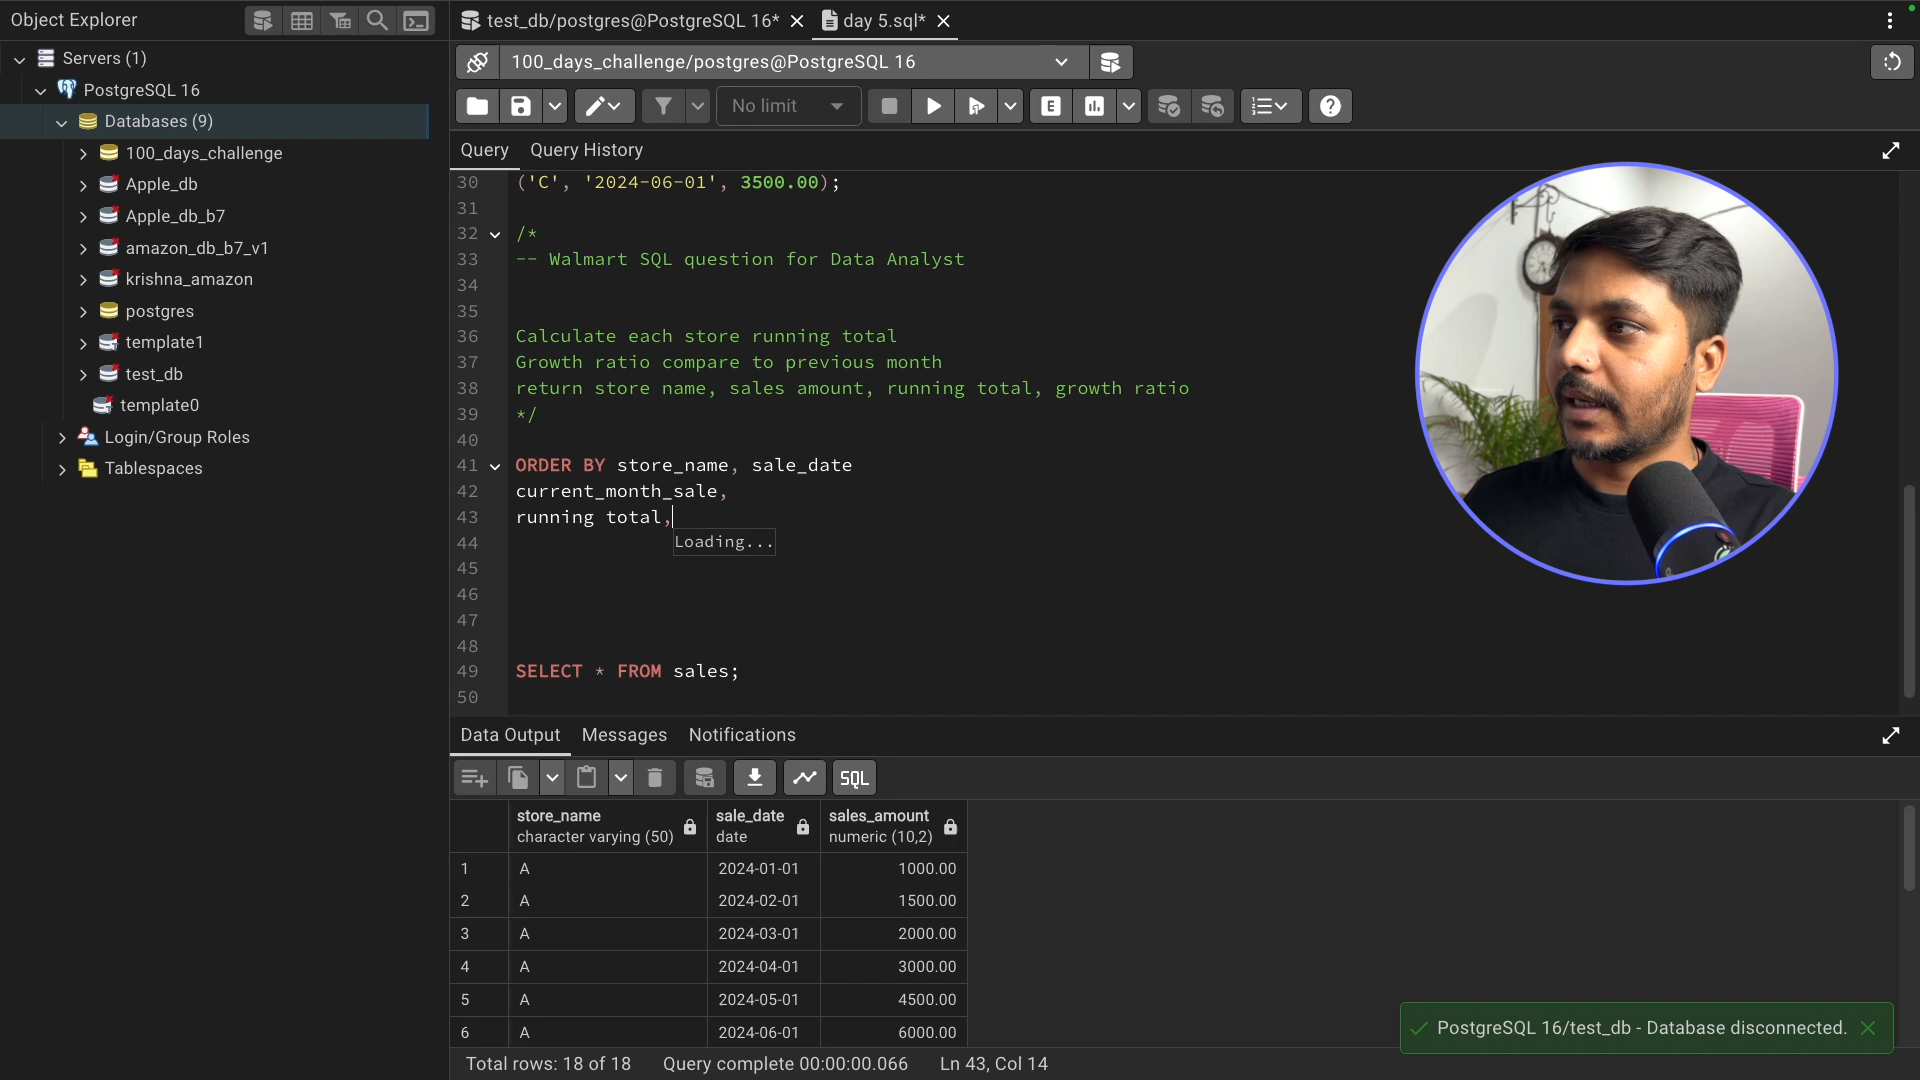 Object Explorer
test_db/postgres@PostgreSQL 16*
day 5.sql*
Servers (1)
PostgreSQL 16
Databases (9)
100_days_challenge
Apple_db
Apple_db_b7
amazon_db_b7_v1
krishna_amazon
postgres
template1
test_db
template0
Login/Group Roles
Tablespaces
100_days_challenge/postgres@PostgreSQL 16
No limit
E
Query Query History
30 ('C', '2024-06-01', 3500.00);
31
32 /*
33 -- Walmart SQL question for Data Analyst
34
35
36 Calculate each store running total
37 Growth ratio compare to previous month
38 return store name, sales amount, running total, growth ratio
39 */
40
41 ORDER BY store_name, sale_date
42 current_month_sale,
43 running total,
44
Loading...
45
46
47
48
49 SELECT * FROM sales;
50
Data Output Messages Notifications
SQL
store_name sale_date sales_amount
character varying (50) date numeric (10,2)
1 A 2024-01-01 1000.00
2 A 2024-02-01 1500.00
3 A 2024-03-01 2000.00
4 A 2024-04-01 3000.00
5 A 2024-05-01 4500.00
6 A 2024-06-01 6000.00
PostgreSQL 16/test_db - Database disconnected.
Total rows: 18 of 18 Query complete 00:00:00.066 Ln 43, Col 14